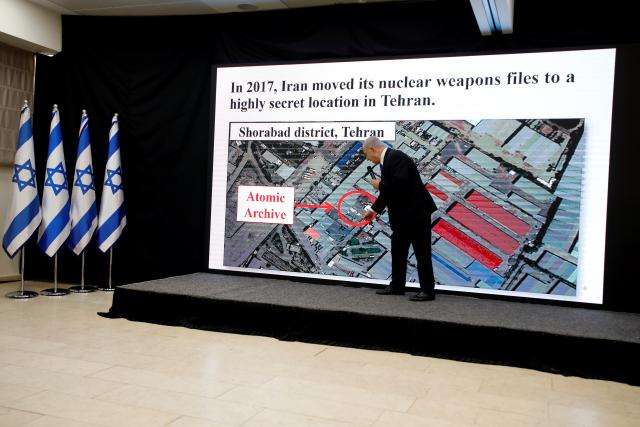 In 2017, Iran moved its nuclear weapons files to a
highly secret location in Tehran.
Shorabad district, Tehran
Atomic
Archive